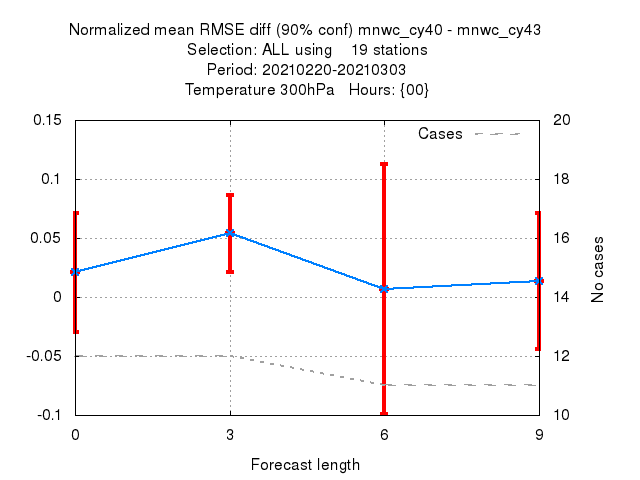 Normalized mean RMSE diff (90% conf) mnwc_cy40 - mnwc_cy43
Selection: ALL using    19 stations
Period: 20210220-20210303
Temperature 300hPa   Hours: {00}
Cases
0.15
0.1
0.05
0
-0.05
-0.1
20
18
16
14
12
10
No cases
0 3 6 9
Forecast length